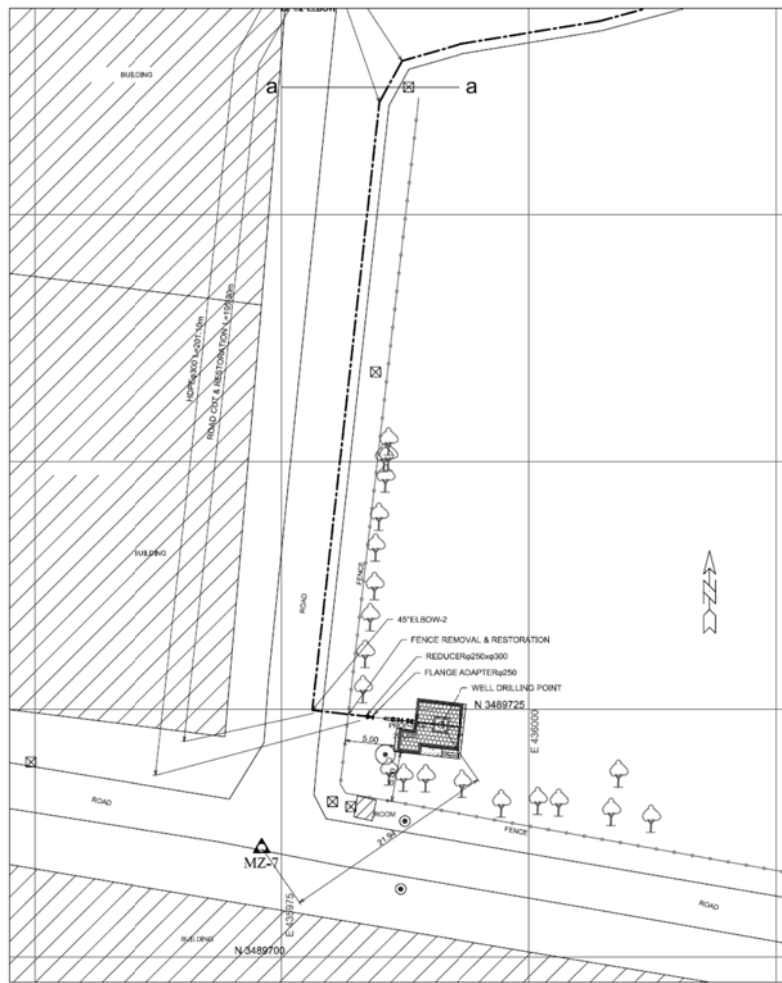 BUILDING
a
a
HDPEφ300 L=201.10m
ROAD CUT & RESTORATION
BUILDING
ROAD
FENCE
45°ELBOW-2
FENCE REMOVAL & RESTORATION
REDUCERφ250xφ300
FLANGE ADAPTERφ250
WELL DRILLING POINT
N 3489725
E 436000
5.00
ROAD
ROOM
FENCE
21.94
MZ-7
E 435975
ROAD
BUILDING
N 3489700